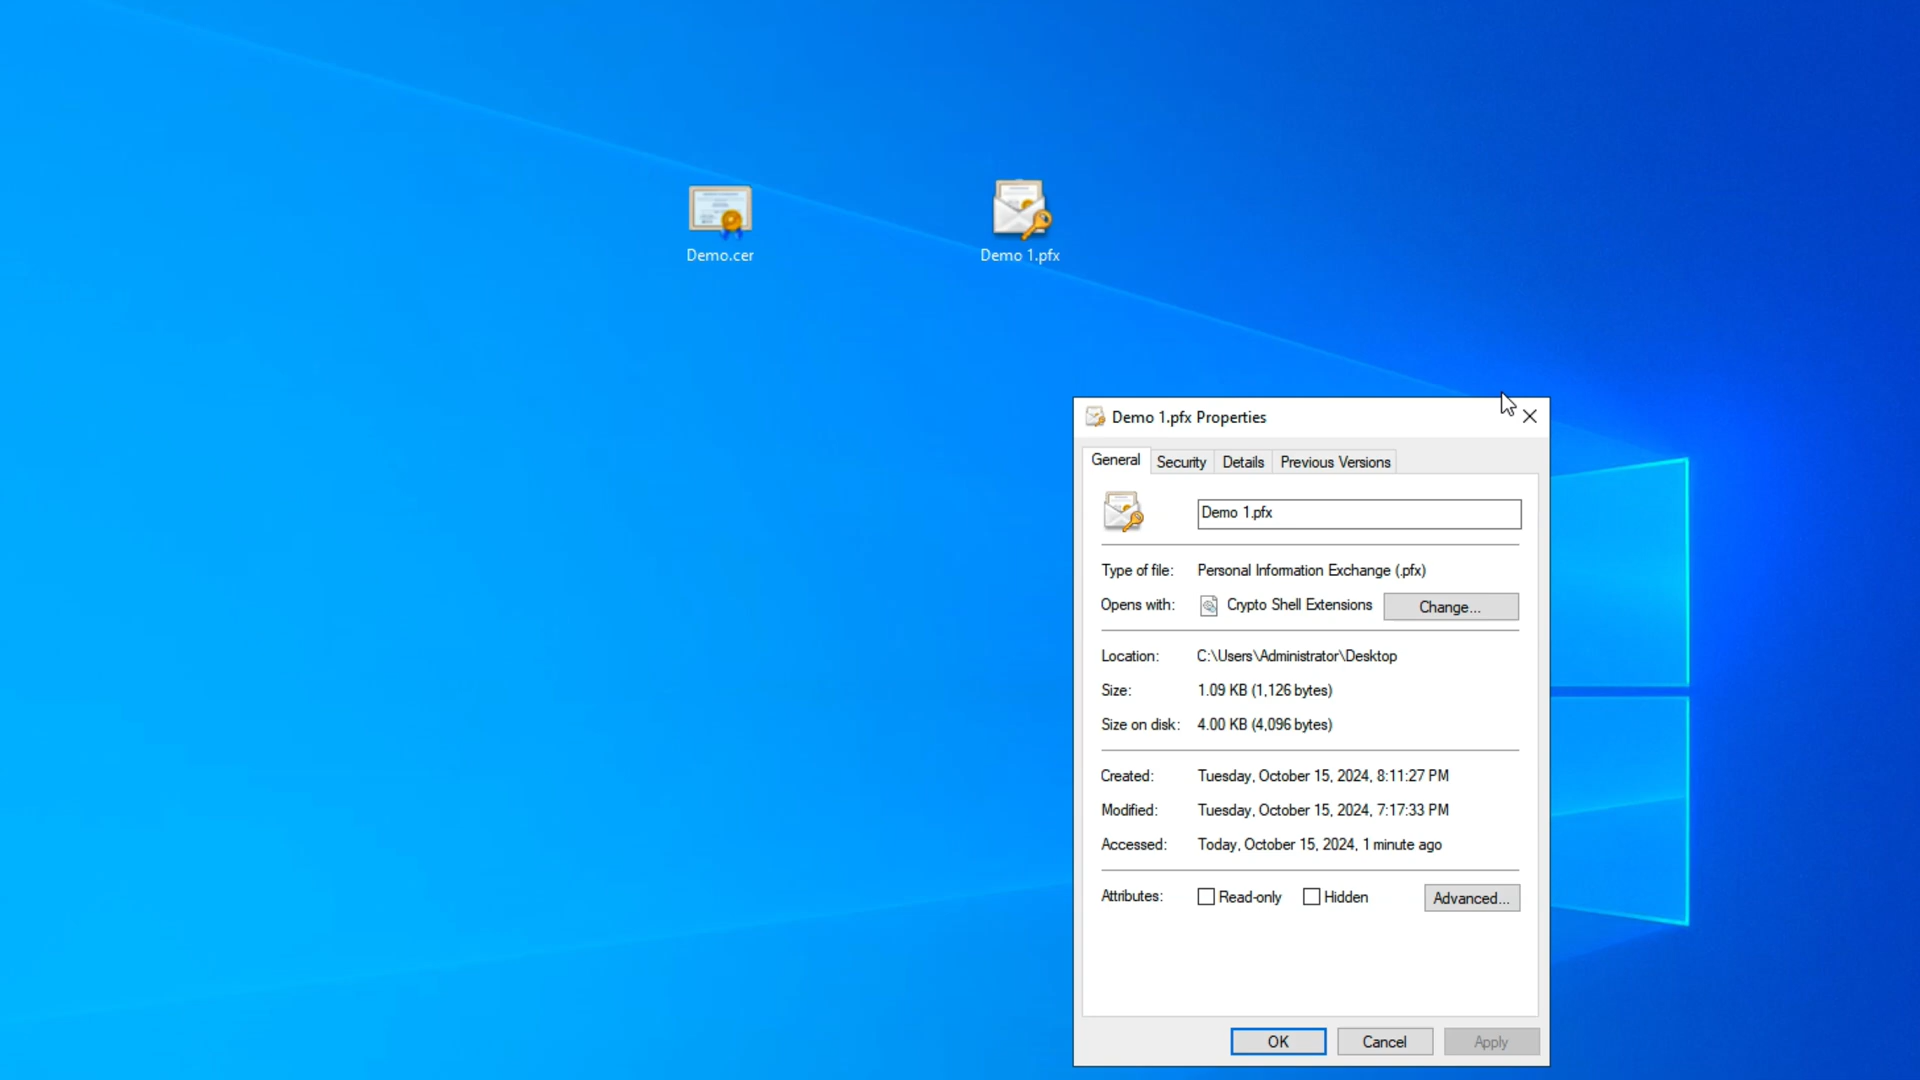 Demo.cer
Demo 1.pfx
Demo 1.pfx Properties
General Security Details Previous Versions
Demo 1.pfx
Type of file: Personal Information Exchange (.pfx)
Opens with: Crypto Shell Extensions Change...
Location: C:\Users\Administrator\Desktop
Size: 1.09 KB (1,126 bytes)
Size on disk: 4.00 KB (4,096 bytes)
Created: Tuesday, October 15, 2024, 8:11:27 PM
Modified: Tuesday, October 15, 2024, 7:17:33 PM
Accessed: Today, October 15, 2024, 1 minute ago
Attributes: Read-only Hidden Advanced...
OK Cancel Apply